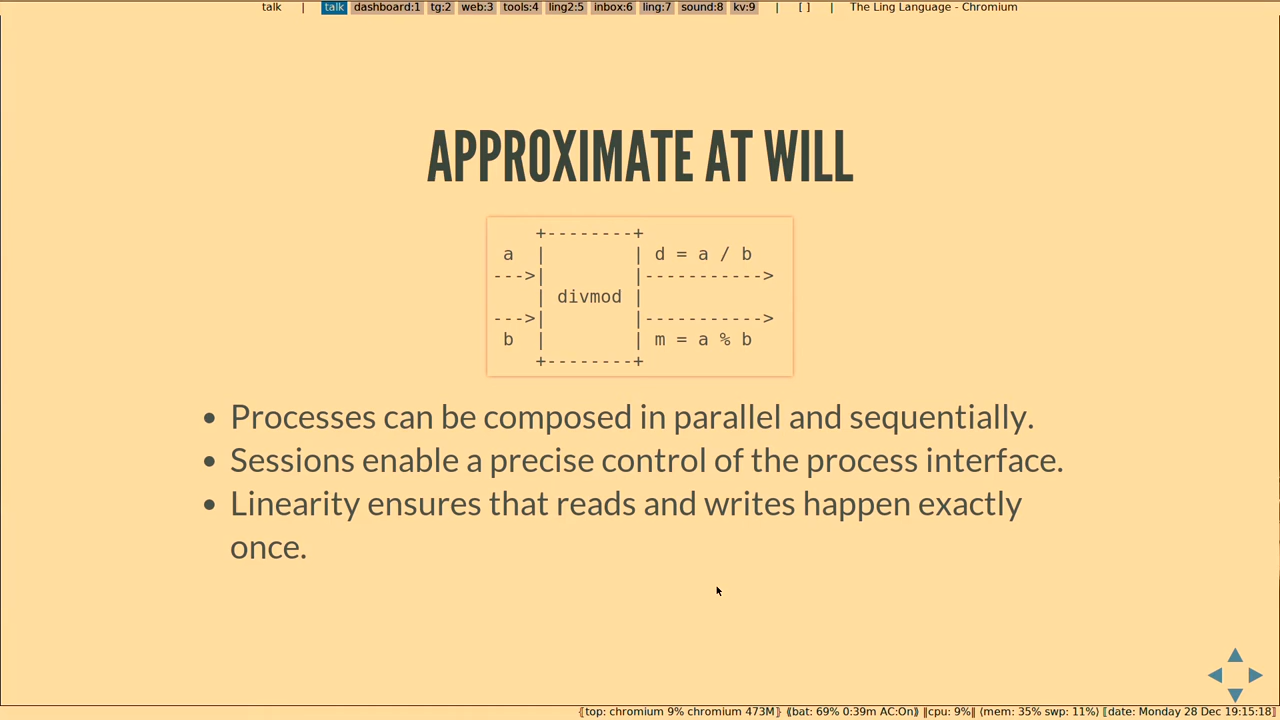 talk | talk dashboard:1 tg:2 web:3 tools:4 ling2:5 inbox:6 ling:7 sound:8 kv:9 | [ ] | The Ling Language - Chromium
APPROXIMATE AT WILL
    +--------+
 a  |        | d = a / b
--->|        |----------->
    | divmod |
--->|        |----------->
 b  |        | m = a % b
    +--------+
• Processes can be composed in parallel and sequentially.
• Sessions enable a precise control of the process interface.
• Linearity ensures that reads and writes happen exactly
once.
⦃top: chromium 9% chromium 473M⦄ ⟪bat: 69% 0:39m AC:On⟫ ‖cpu: 9%‖ ⟨mem: 35% swp: 11%⟩ ⟦date: Monday 28 Dec 19:15:18⟧